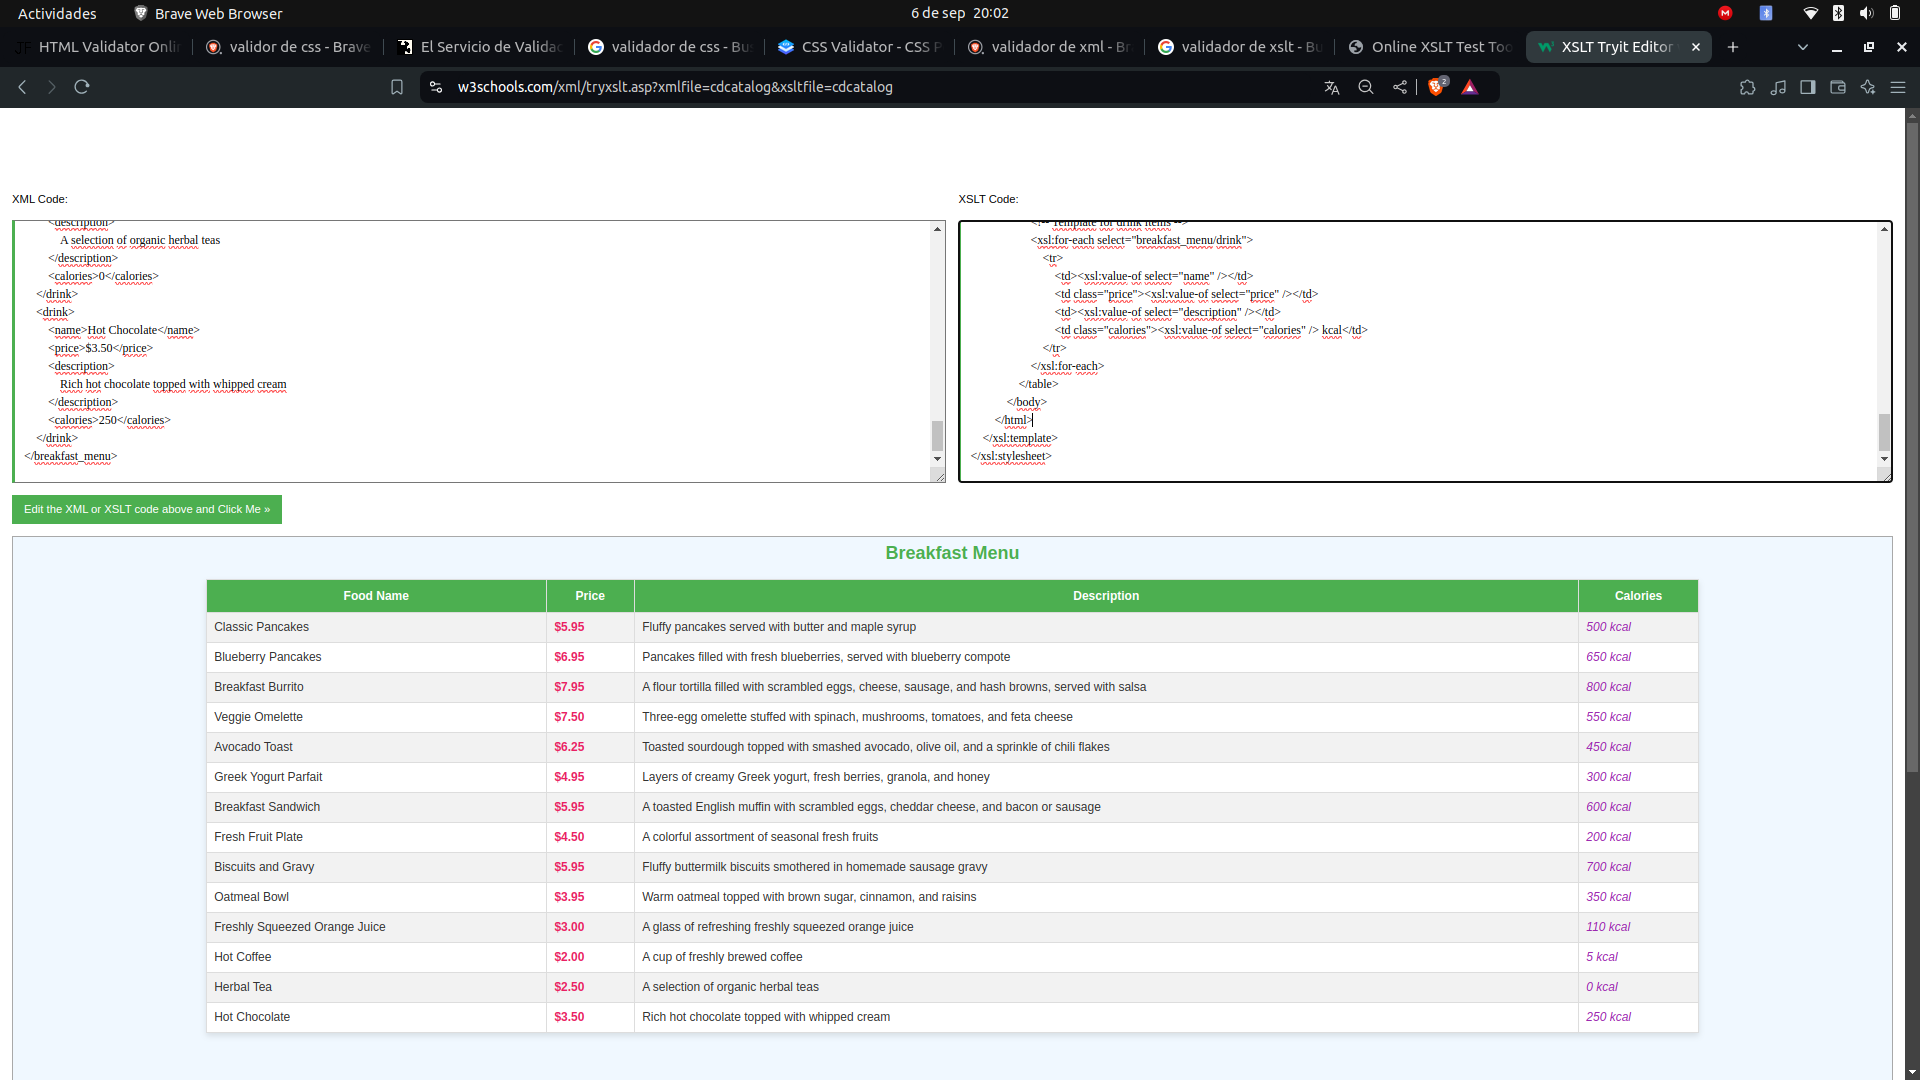 Actividades
Brave Web Browser
6 de sep 20:02
HTML Validator Onlin
validor de css - Brave
El Servicio de Validac
validador de css - Bus
CSS Validator - CSS P
validador de xml - Br
validador de xslt - Bu
Online XSLT Test Too
XSLT Tryit Editor
w3schools.com/xml/tryxslt.asp?xmlfile=cdcatalog&xsltfile=cdcatalog
2
XML Code:
<description>
A selection of organic herbal teas
</description>
<calories>0</calories>
</drink>
<drink>
<name>Hot Chocolate</name>
<price>$3.50</price>
<description>
Rich hot chocolate topped with whipped cream
</description>
<calories>250</calories>
</drink>
</breakfast_menu>
XSLT Code:
<!-- Template for drink items -->
<xsl:for-each select="breakfast_menu/drink">
<tr>
<td><xsl:value-of select="name" /></td>
<td class="price"><xsl:value-of select="price" /></td>
<td><xsl:value-of select="description" /></td>
<td class="calories"><xsl:value-of select="calories" /> kcal</td>
</tr>
</xsl:for-each>
</table>
</body>
</html>
</xsl:template>
</xsl:stylesheet>
Edit the XML or XSLT code above and Click Me »
Breakfast Menu
Food Name Price Description Calories
Classic Pancakes $5.95 Fluffy pancakes served with butter and maple syrup 500 kcal
Blueberry Pancakes $6.95 Pancakes filled with fresh blueberries, served with blueberry compote 650 kcal
Breakfast Burrito $7.95 A flour tortilla filled with scrambled eggs, cheese, sausage, and hash browns, served with salsa 800 kcal
Veggie Omelette $7.50 Three-egg omelette stuffed with spinach, mushrooms, tomatoes, and feta cheese 550 kcal
Avocado Toast $6.25 Toasted sourdough topped with smashed avocado, olive oil, and a sprinkle of chili flakes 450 kcal
Greek Yogurt Parfait $4.95 Layers of creamy Greek yogurt, fresh berries, granola, and honey 300 kcal
Breakfast Sandwich $5.95 A toasted English muffin with scrambled eggs, cheddar cheese, and bacon or sausage 600 kcal
Fresh Fruit Plate $4.50 A colorful assortment of seasonal fresh fruits 200 kcal
Biscuits and Gravy $5.95 Fluffy buttermilk biscuits smothered in homemade sausage gravy 700 kcal
Oatmeal Bowl $3.95 Warm oatmeal topped with brown sugar, cinnamon, and raisins 350 kcal
Freshly Squeezed Orange Juice $3.00 A glass of refreshing freshly squeezed orange juice 110 kcal
Hot Coffee $2.00 A cup of freshly brewed coffee 5 kcal
Herbal Tea $2.50 A selection of organic herbal teas 0 kcal
Hot Chocolate $3.50 Rich hot chocolate topped with whipped cream 250 kcal